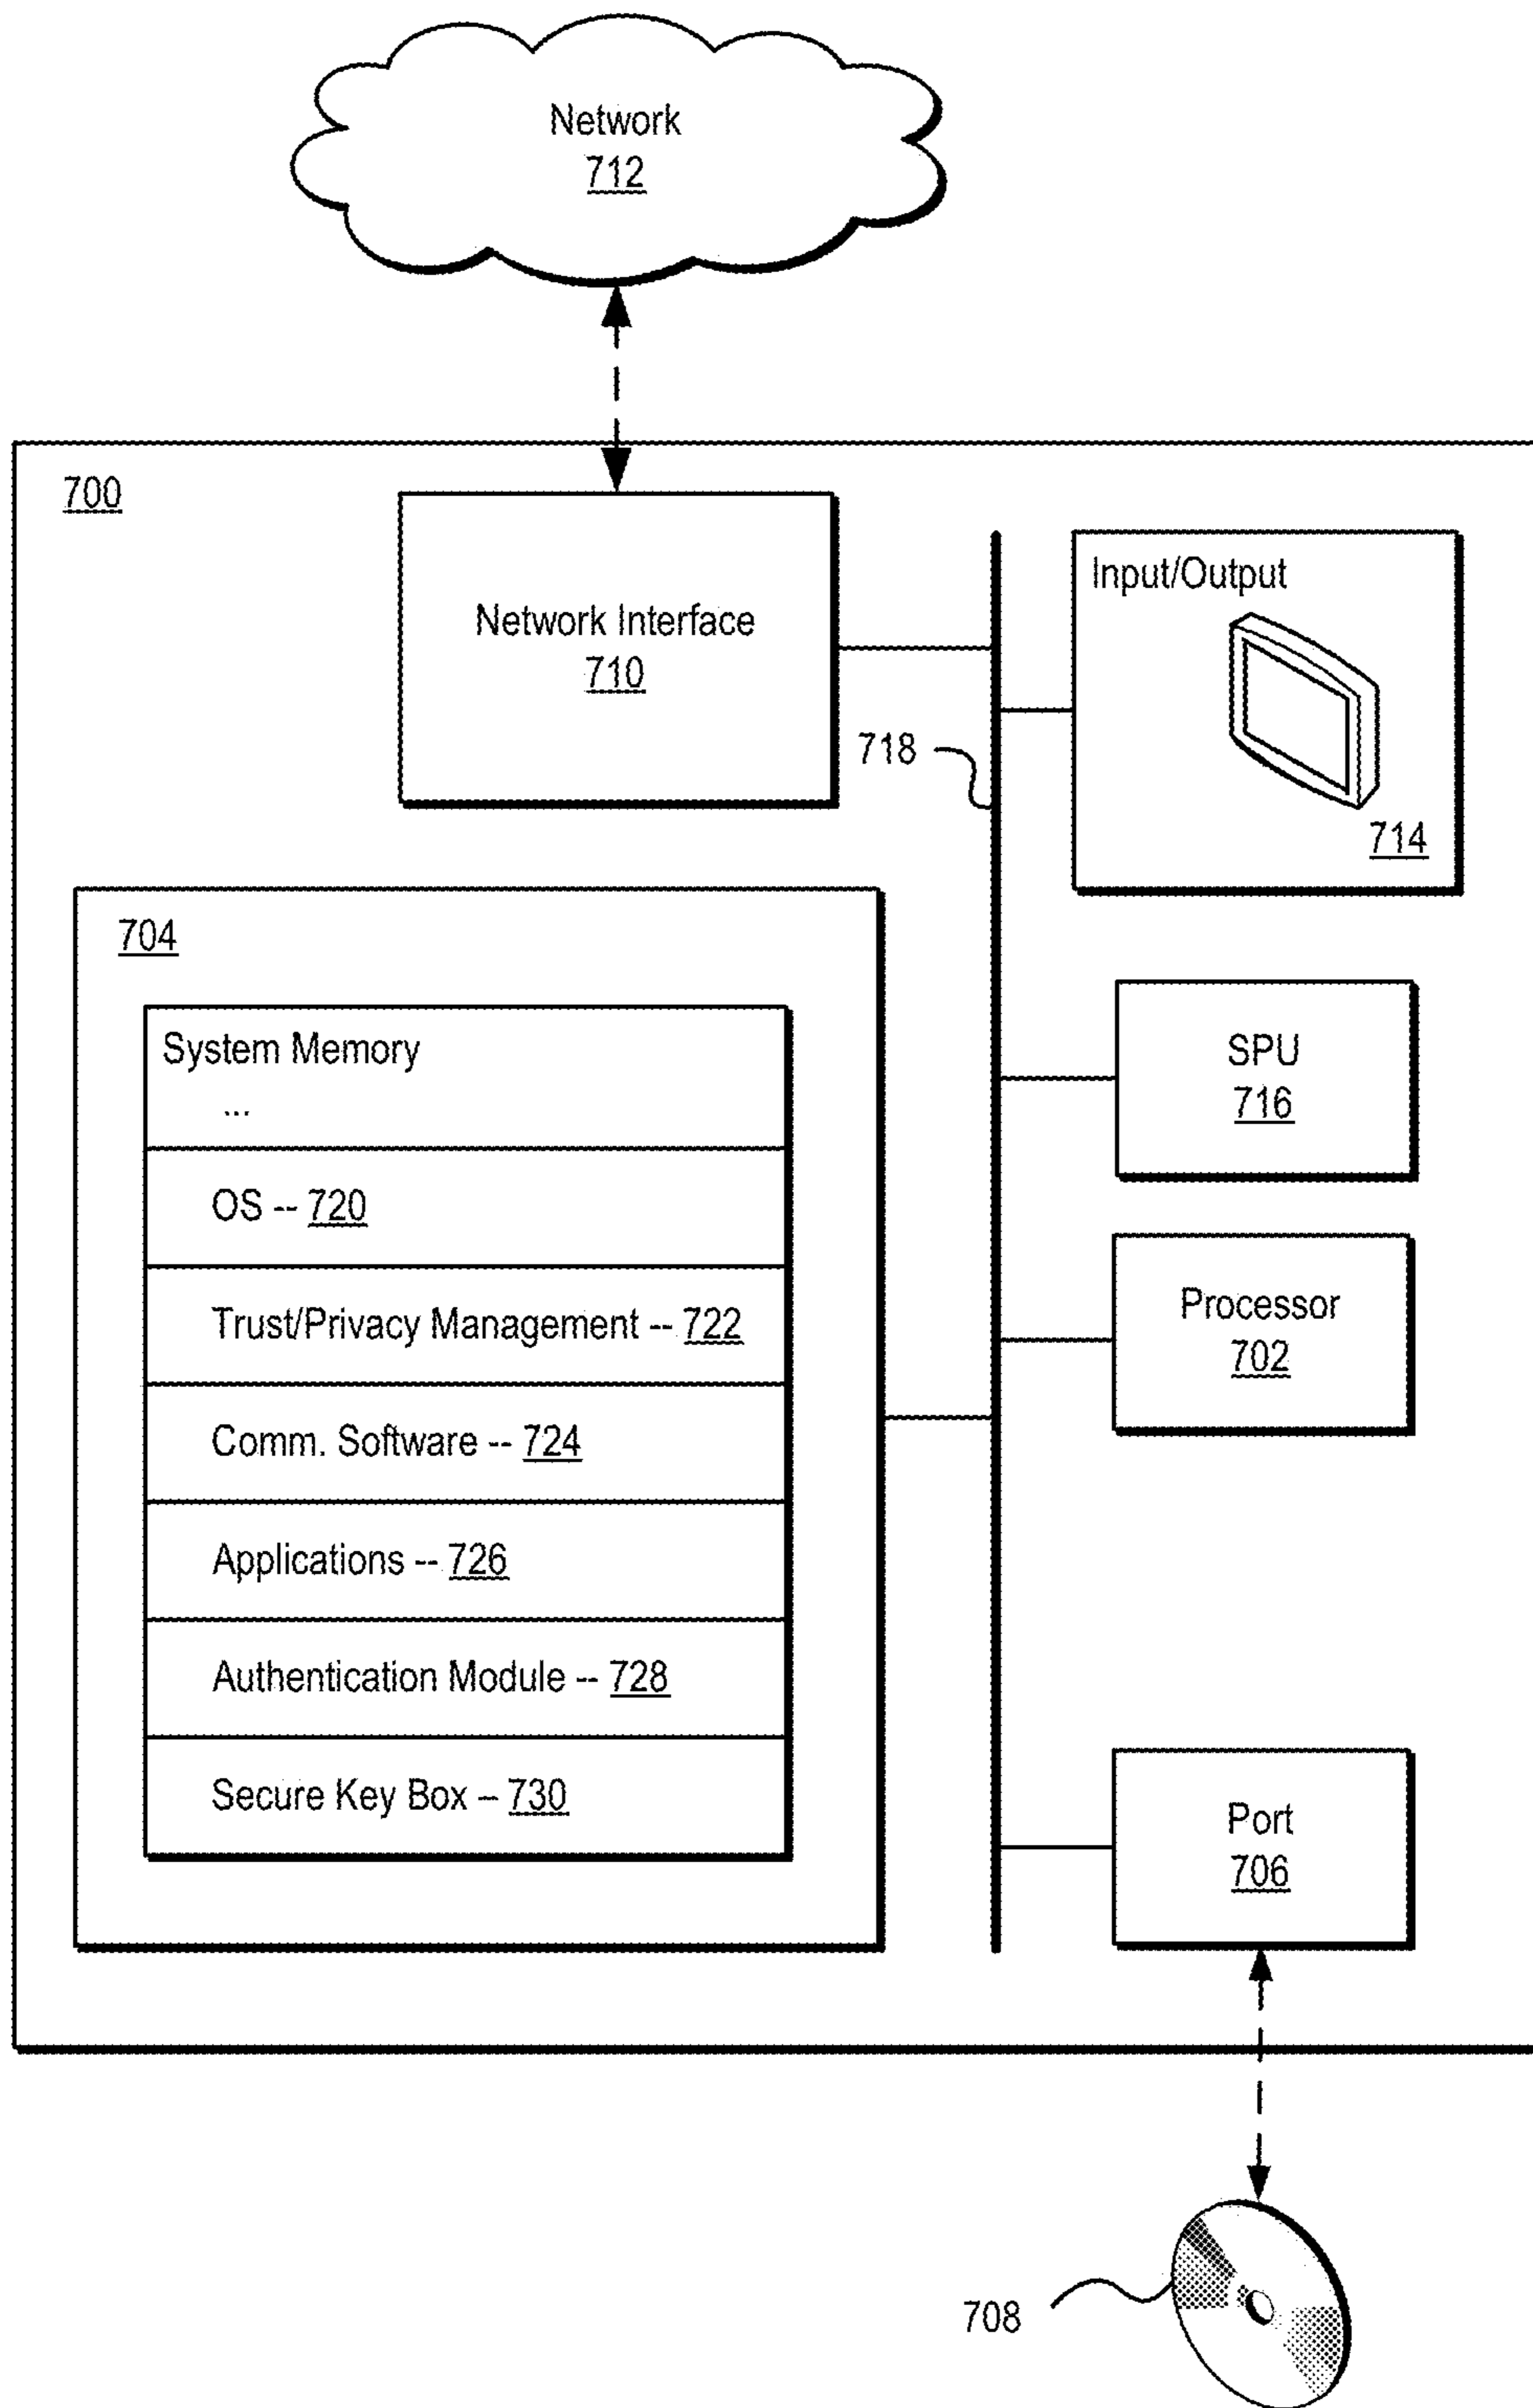 Network
712
700
Network Interface
710
718
Input/Output
714
704
System Memory
...
OS -- 720
Trust/Privacy Management -- 722
Comm. Software -- 724
Applications -- 726
Authentication Module -- 728
Secure Key Box – 730
SPU
716
Processor
702
Port
706
708